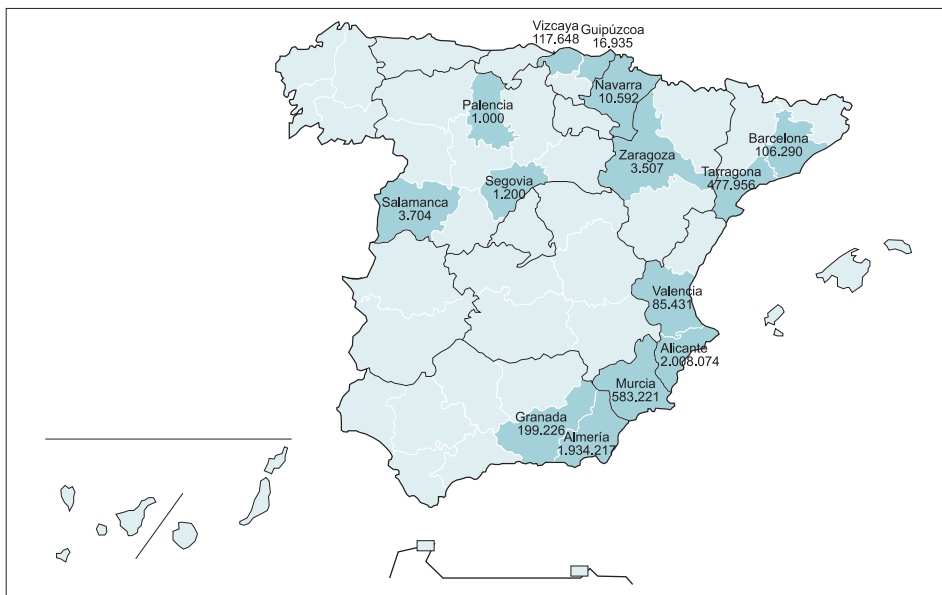 Vizcaya
117.648
Guipúzcoa
16.935
Navarra
10.592
Palencia
1.000
Barcelona
106.290
Zaragoza
3.507
Tarragona
477.956
Segovia
1.200
Salamanca
3.704
Valencia
85.431
Alicante
2.008.074
Murcia
583.221
Granada
199.226
Almería
1.934.217